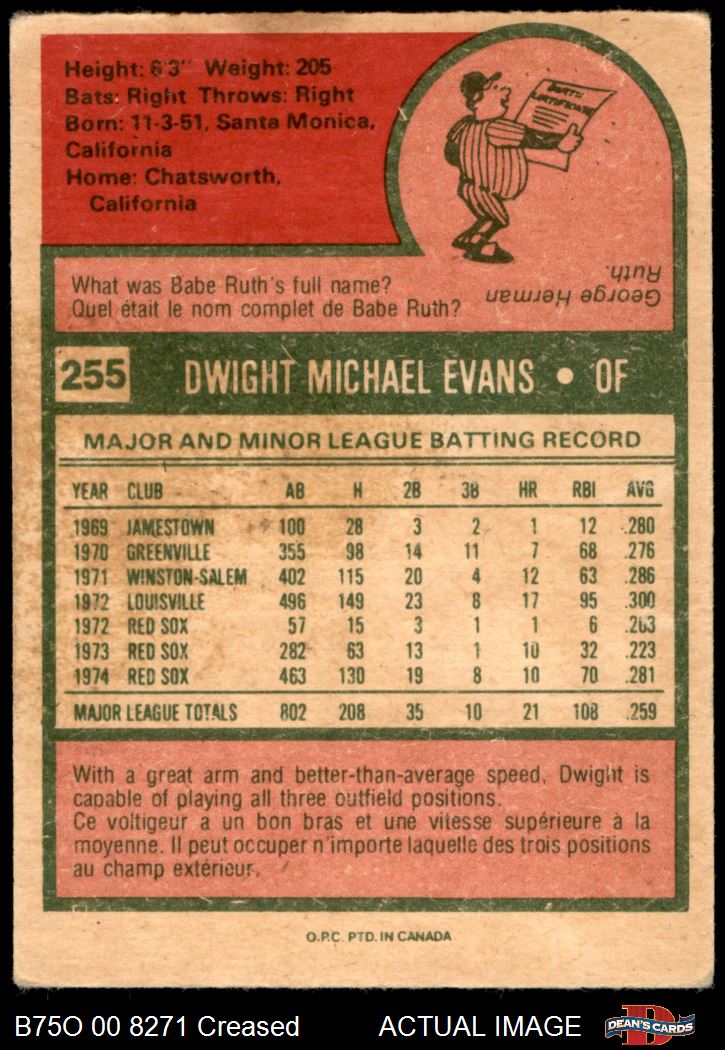 Height: 6'3" Weight: 205
Bats: Right Throws: Right
Born: 11-3-51, Santa Monica,
California
Home: Chatsworth,
California
BIRTH
CERTIFICATE
What was Babe Ruth's full name?
Quel était le nom complet de Babe Ruth?
George Herman
Ruth.
255 DWIGHT MICHAEL EVANS • OF
MAJOR AND MINOR LEAGUE BATTING RECORD
YEAR CLUB AB H 2B 3B HR RBI AVG
1969 JAMESTOWN 100 28 3 2 1 12 .280
1970 GREENVILLE 355 98 14 11 7 68 .276
1971 WINSTON-SALEM 402 115 20 4 12 63 .286
1972 LOUISVILLE 496 149 23 8 17 95 .300
1972 RED SOX 57 15 3 1 1 6 .263
1973 RED SOX 282 63 13 1 10 32 .223
1974 RED SOX 463 130 19 8 10 70 .281
MAJOR LEAGUE TOTALS 802 208 35 10 21 108 .259
With a great arm and better-than-average speed, Dwight is
capable of playing all three outfield positions.
Ce voltigeur a un bon bras et une vitesse supérieure à la
moyenne. Il peut occuper n'importe laquelle des trois positions
au champ extérieur.
O.P.C. PTD. IN CANADA
B75O 00 8271 Creased ACTUAL IMAGE
D
DEAN'S CARDS